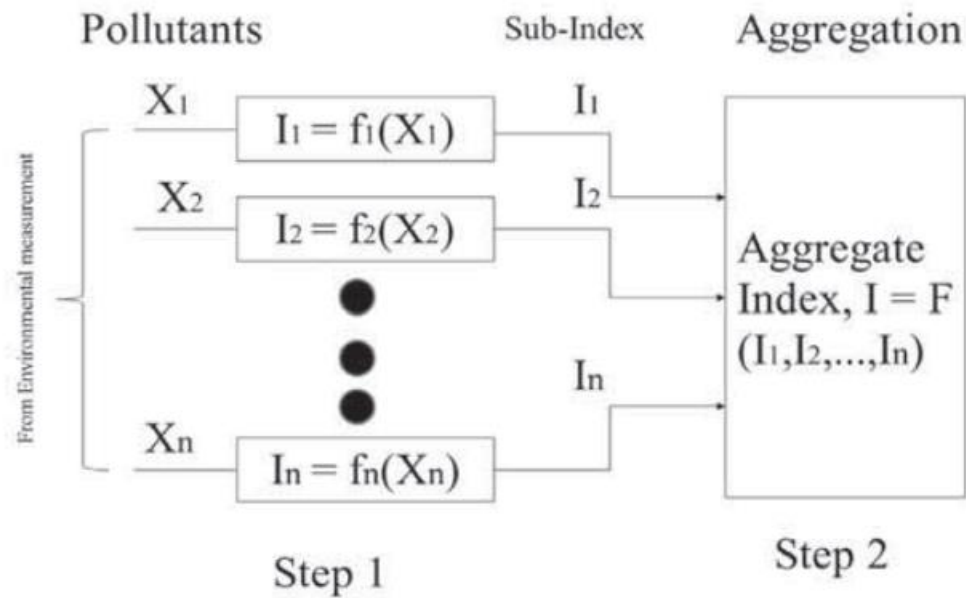 Pollutants
Sub-Index
Aggregation
From Environmental measurement
X1
I1 = f1(X1)
I1
X2
I2 = f2(X2)
I2
Xn
In = fn(Xn)
In
Aggregate
Index, I = F
(I1,I2,...,In)
Step 1
Step 2